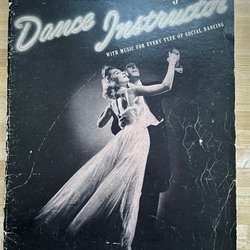 Dance Instructor
WITH MUSIC FOR EVERY TYPE OF SOCIAL DANCING